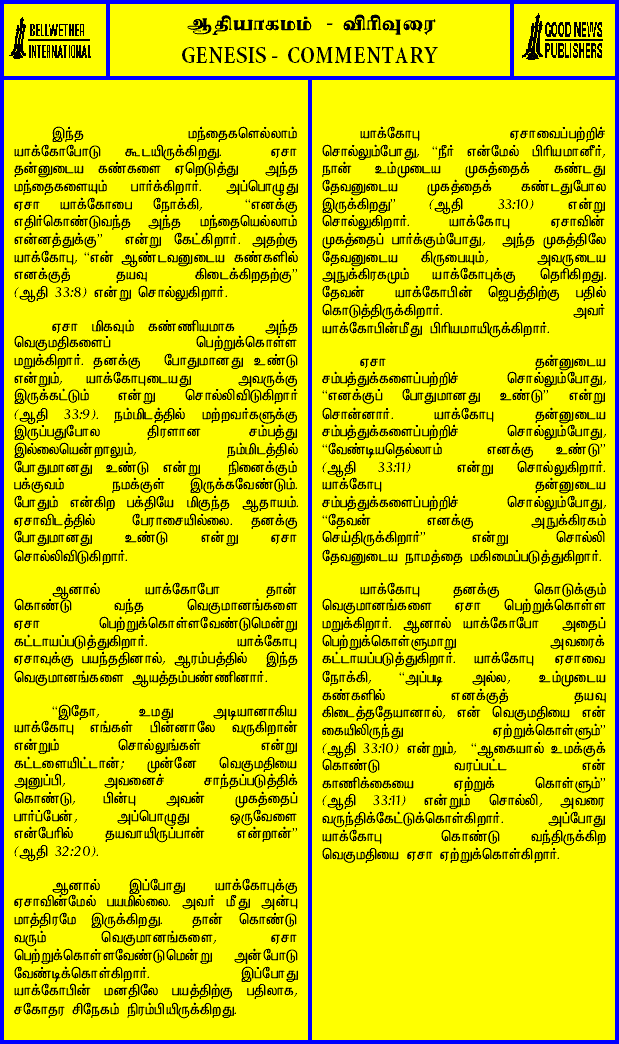 BELLWETHER
INTERNATIONAL
ஆதியாகமம் - விரிவுரை
GENESIS - COMMENTARY
GOOD NEWS
PUBLISHERS
இந்த மந்தைகளெல்லாம்
யாக்கோபோடு கூடயிருக்கிறது. ஏசா
தன்னுடைய கண்களை ஏறெடுத்து அந்த
மந்தைகளையும் பார்க்கிறார். அப்பொழுது
ஏசா யாக்கோபை நோக்கி, “எனக்கு
எதிர்கொண்டுவந்த அந்த மந்தையெல்லாம்
என்னத்துக்கு” என்று கேட்கிறார். அதற்கு
யாக்கோபு, “என் ஆண்டவனுடைய கண்களில்
எனக்குத் தயவு கிடைக்கிறதற்கு”
(ஆதி 33:8) என்று சொல்லுகிறார்.
ஏசா மிகவும் கண்ணியமாக அந்த
வெகுமதிகளைப் பெற்றுக்கொள்ள
மறுக்கிறார். தனக்கு போதுமானது உண்டு
என்றும், யாக்கோபுடையது அவருக்கு
இருக்கட்டும் என்று சொல்லிவிடுகிறார்
(ஆதி 33:9). நம்மிடத்தில் மற்றவர்களுக்கு
இருப்பதுபோல திரளான சம்பத்து
இல்லையென்றாலும், நம்மிடத்தில்
போதுமானது உண்டு என்று நினைக்கும்
பக்குவம் நமக்குள் இருக்கவேண்டும்.
போதும் என்கிற பக்தியே மிகுந்த ஆதாயம்.
ஏசாவிடத்தில் பேராசையில்லை. தனக்கு
போதுமானது உண்டு என்று ஏசா
சொல்லிவிடுகிறார்.
ஆனால் யாக்கோபோ தான்
கொண்டு வந்த வெகுமானங்களை
ஏசா பெற்றுக்கொள்ளவேண்டுமென்று
கட்டாயப்படுத்துகிறார். யாக்கோபு
ஏசாவுக்கு பயந்ததினால், ஆரம்பத்தில் இந்த
வெகுமானங்களை ஆயத்தம்பண்ணினார்.
“இதோ, உமது அடியானாகிய
யாக்கோபு எங்கள் பின்னாலே வருகிறான்
என்றும் சொல்லுங்கள் என்று
கட்டளையிட்டான்; முன்னே வெகுமதியை
அனுப்பி, அவனைச் சாந்தப்படுத்திக்
கொண்டு, பின்பு அவன் முகத்தைப்
பார்ப்பேன், அப்பொழுது ஒருவேளை
என்பேரில் தயவாயிருப்பான் என்றான்”
(ஆதி 32:20).
ஆனால் இப்போது யாக்கோபுக்கு
ஏசாவின்மேல் பயமில்லை. அவர் மீது அன்பு
மாத்திரமே இருக்கிறது. தான் கொண்டு
வரும் வெகுமானங்களை, ஏசா
பெற்றுக்கொள்ளவேண்டுமென்று அன்போடு
வேண்டிக்கொள்கிறார். இப்போது
யாக்கோபின் மனதிலே பயத்திற்கு பதிலாக,
சகோதர சிநேகம் நிரம்பியிருக்கிறது.
யாக்கோபு ஏசாவைப்பற்றிச்
சொல்லும்போது, “நீர் என்மேல் பிரியமானீர்,
நான் உம்முடைய முகத்தைக் கண்டது
தேவனுடைய முகத்தைக் கண்டதுபோல
இருக்கிறது” (ஆதி 33:10) என்று
சொல்லுகிறார். யாக்கோபு ஏசாவின்
முகத்தைப் பார்க்கும்போது, அந்த முகத்திலே
தேவனுடைய கிருபையும், அவருடைய
அநுக்கிரகமும் யாக்கோபுக்கு தெரிகிறது.
தேவன் யாக்கோபின் ஜெபத்திற்கு பதில்
கொடுத்திருக்கிறார். அவர்
யாக்கோபின்மீது பிரியமாயிருக்கிறார்.
ஏசா தன்னுடைய
சம்பத்துக்களைப்பற்றிச் சொல்லும்போது,
“எனக்குப் போதுமானது உண்டு” என்று
சொன்னார். யாக்கோபு தன்னுடைய
சம்பத்துக்களைப்பற்றிச் சொல்லும்போது,
“வேண்டியதெல்லாம் எனக்கு உண்டு”
(ஆதி 33:11) என்று சொல்லுகிறார்.
யாக்கோபு தன்னுடைய
சம்பத்துக்களைப்பற்றிச் சொல்லும்போது,
“தேவன் எனக்கு அநுக்கிரகம்
செய்திருக்கிறார்” என்று சொல்லி
தேவனுடைய நாமத்தை மகிமைப்படுத்துகிறார்.
யாக்கோபு தனக்கு கொடுக்கும்
வெகுமானங்களை ஏசா பெற்றுக்கொள்ள
மறுக்கிறார். ஆனால் யாக்கோபோ அதைப்
பெற்றுக்கொள்ளுமாறு அவரைக்
கட்டாயப்படுத்துகிறார். யாக்கோபு ஏசாவை
நோக்கி, “அப்படி அல்ல, உம்முடைய
கண்களில் எனக்குத் தயவு
கிடைத்ததேயானால், என் வெகுமதியை என்
கையிலிருந்து ஏற்றுக்கொள்ளும்”
(ஆதி 33:10) என்றும், “ஆகையால் உமக்குக்
கொண்டு வரப்பட்ட என்
காணிக்கையை ஏற்றுக் கொள்ளும்”
(ஆதி 33:11) என்றும் சொல்லி, அவரை
வருந்திக்கேட்டுக்கொள்கிறார். அப்போது
யாக்கோபு கொண்டு வந்திருக்கிற
வெகுமதியை ஏசா ஏற்றுக்கொள்கிறார்.